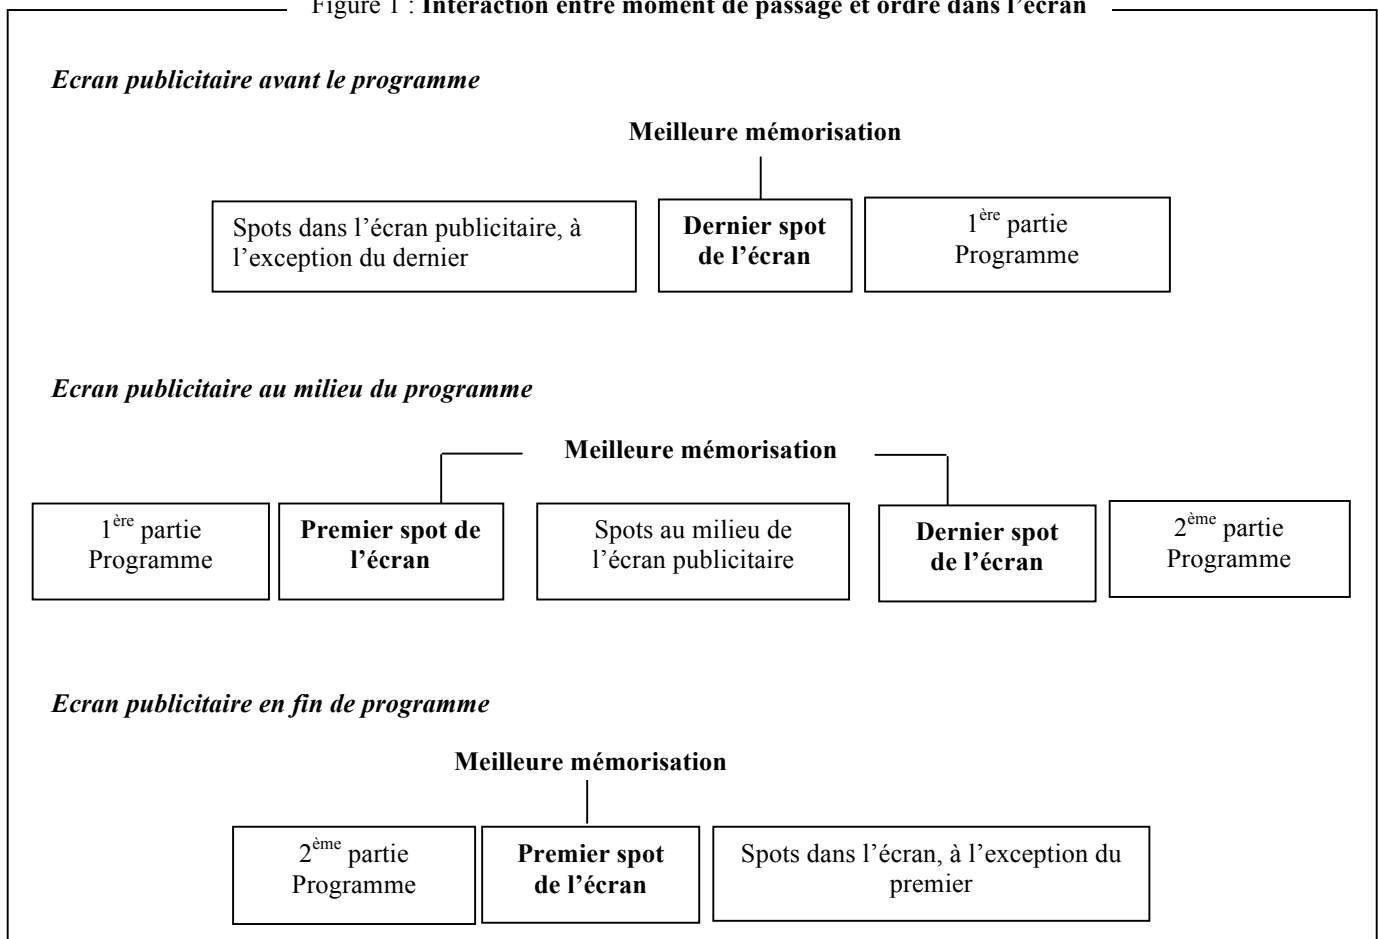 Figure 1 : Interaction entre moment de passage et ordre dans l’écran
Ecran publicitaire avant le programme
Meilleure mémorisation
Spots dans l’écran publicitaire, à
l’exception du dernier
Dernier spot
de l’écran
1ère partie
Programme
Ecran publicitaire au milieu du programme
Meilleure mémorisation
1ère partie
Programme
Premier spot de
l’écran
Spots au milieu de
l’écran publicitaire
Dernier spot
de l’écran
2ème partie
Programme
Ecran publicitaire en fin de programme
Meilleure mémorisation
2ème partie
Programme
Premier spot
de l’écran
Spots dans l’écran, à l’exception du
premier